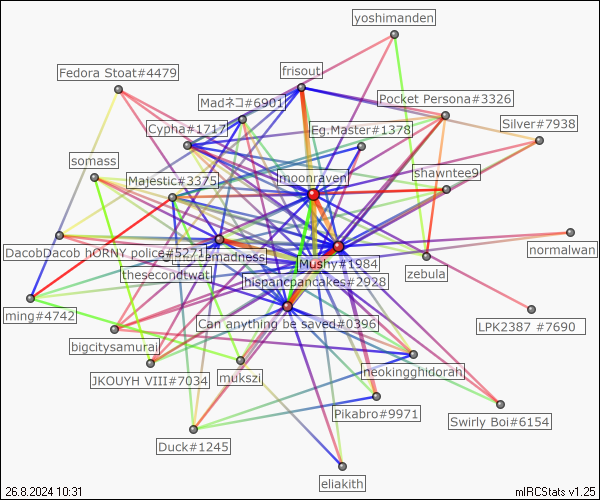 yoshimanden
Fedora Stoat#4479
frisout
Madネコ#6901
Pocket Persona#3326
Cypha#1717
Eg.Master#1378
Silver#7938
somass
moonraven
shawntee9
Majestic#3375
DacobDacob hORNY police#5271
madness
Mushy#1984
normalwan
thesecondtwat
hispancpancakes#2928
zebula
ming#4742
Can anything be saved#0396
LPK2387 #7690
bigcitysamurai
JKOUYH VIII#7034
mukszi
neokingghidorah
Pikabro#9971
Swirly Boi#6154
Duck#1245
eliakith
26.8.2024 10:31
mIRCStats v1.25